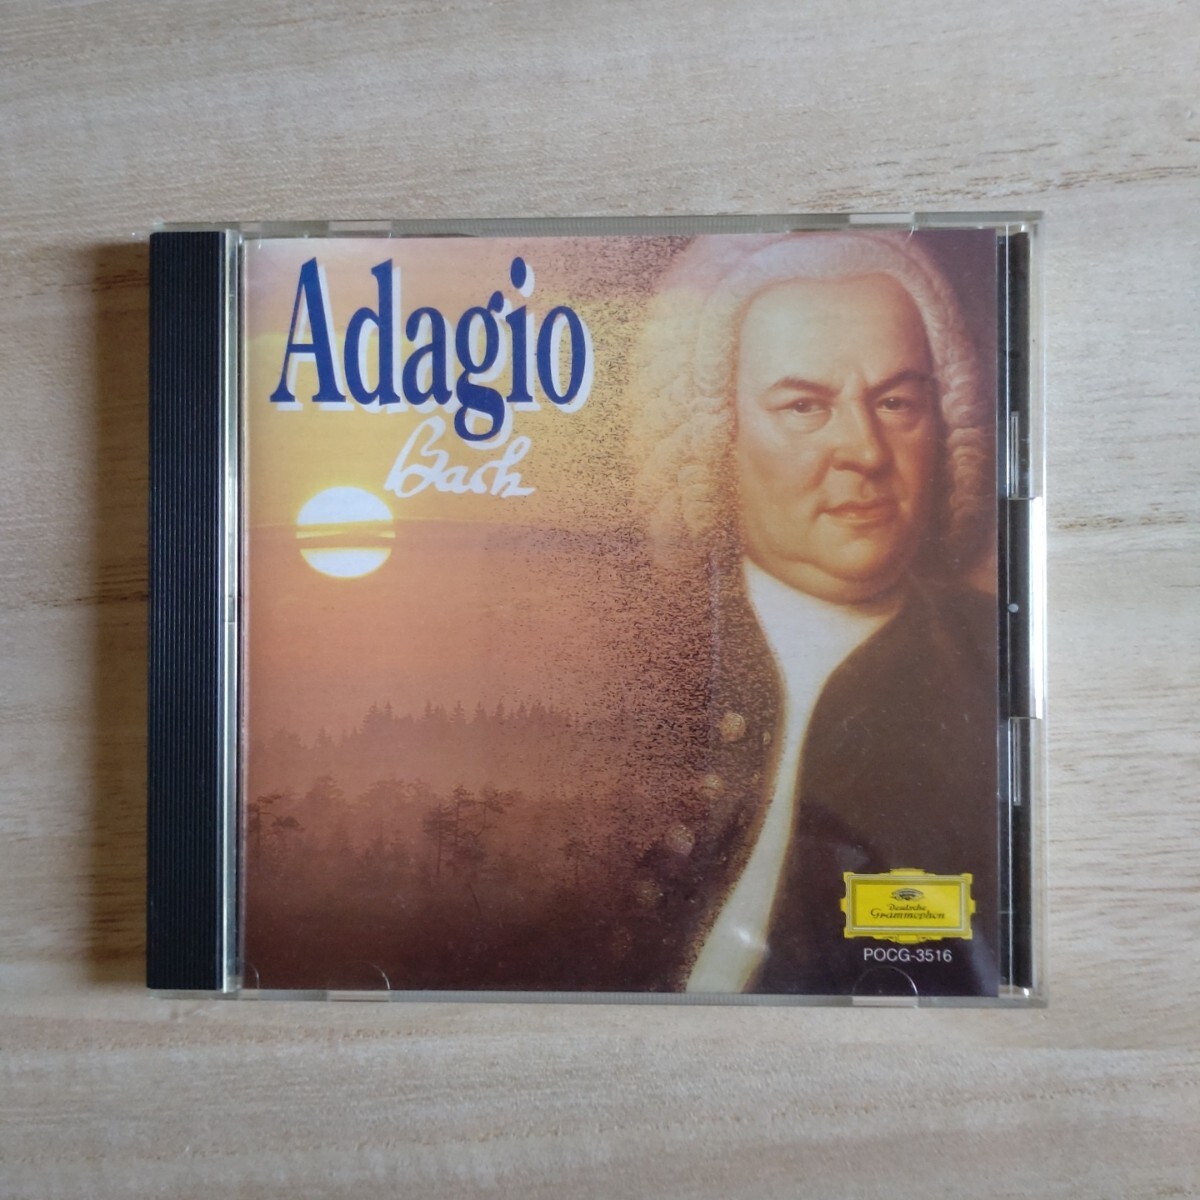 Adagio
Bach
Deutsche
Grammophon
POCG-3516